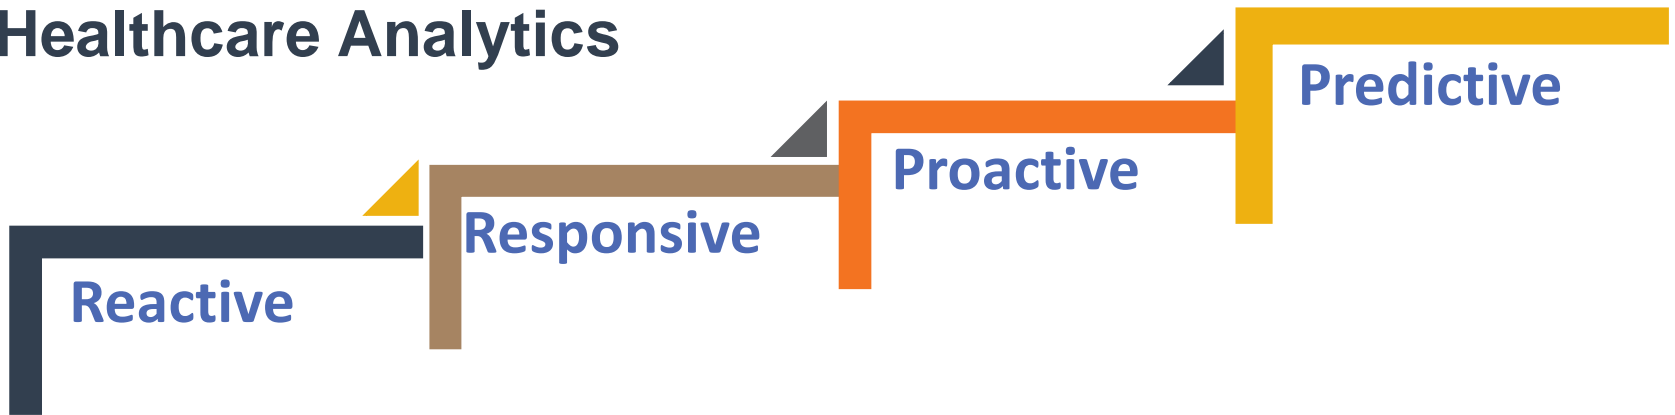 Healthcare Analytics
Predictive
Proactive
Responsive
Reactive